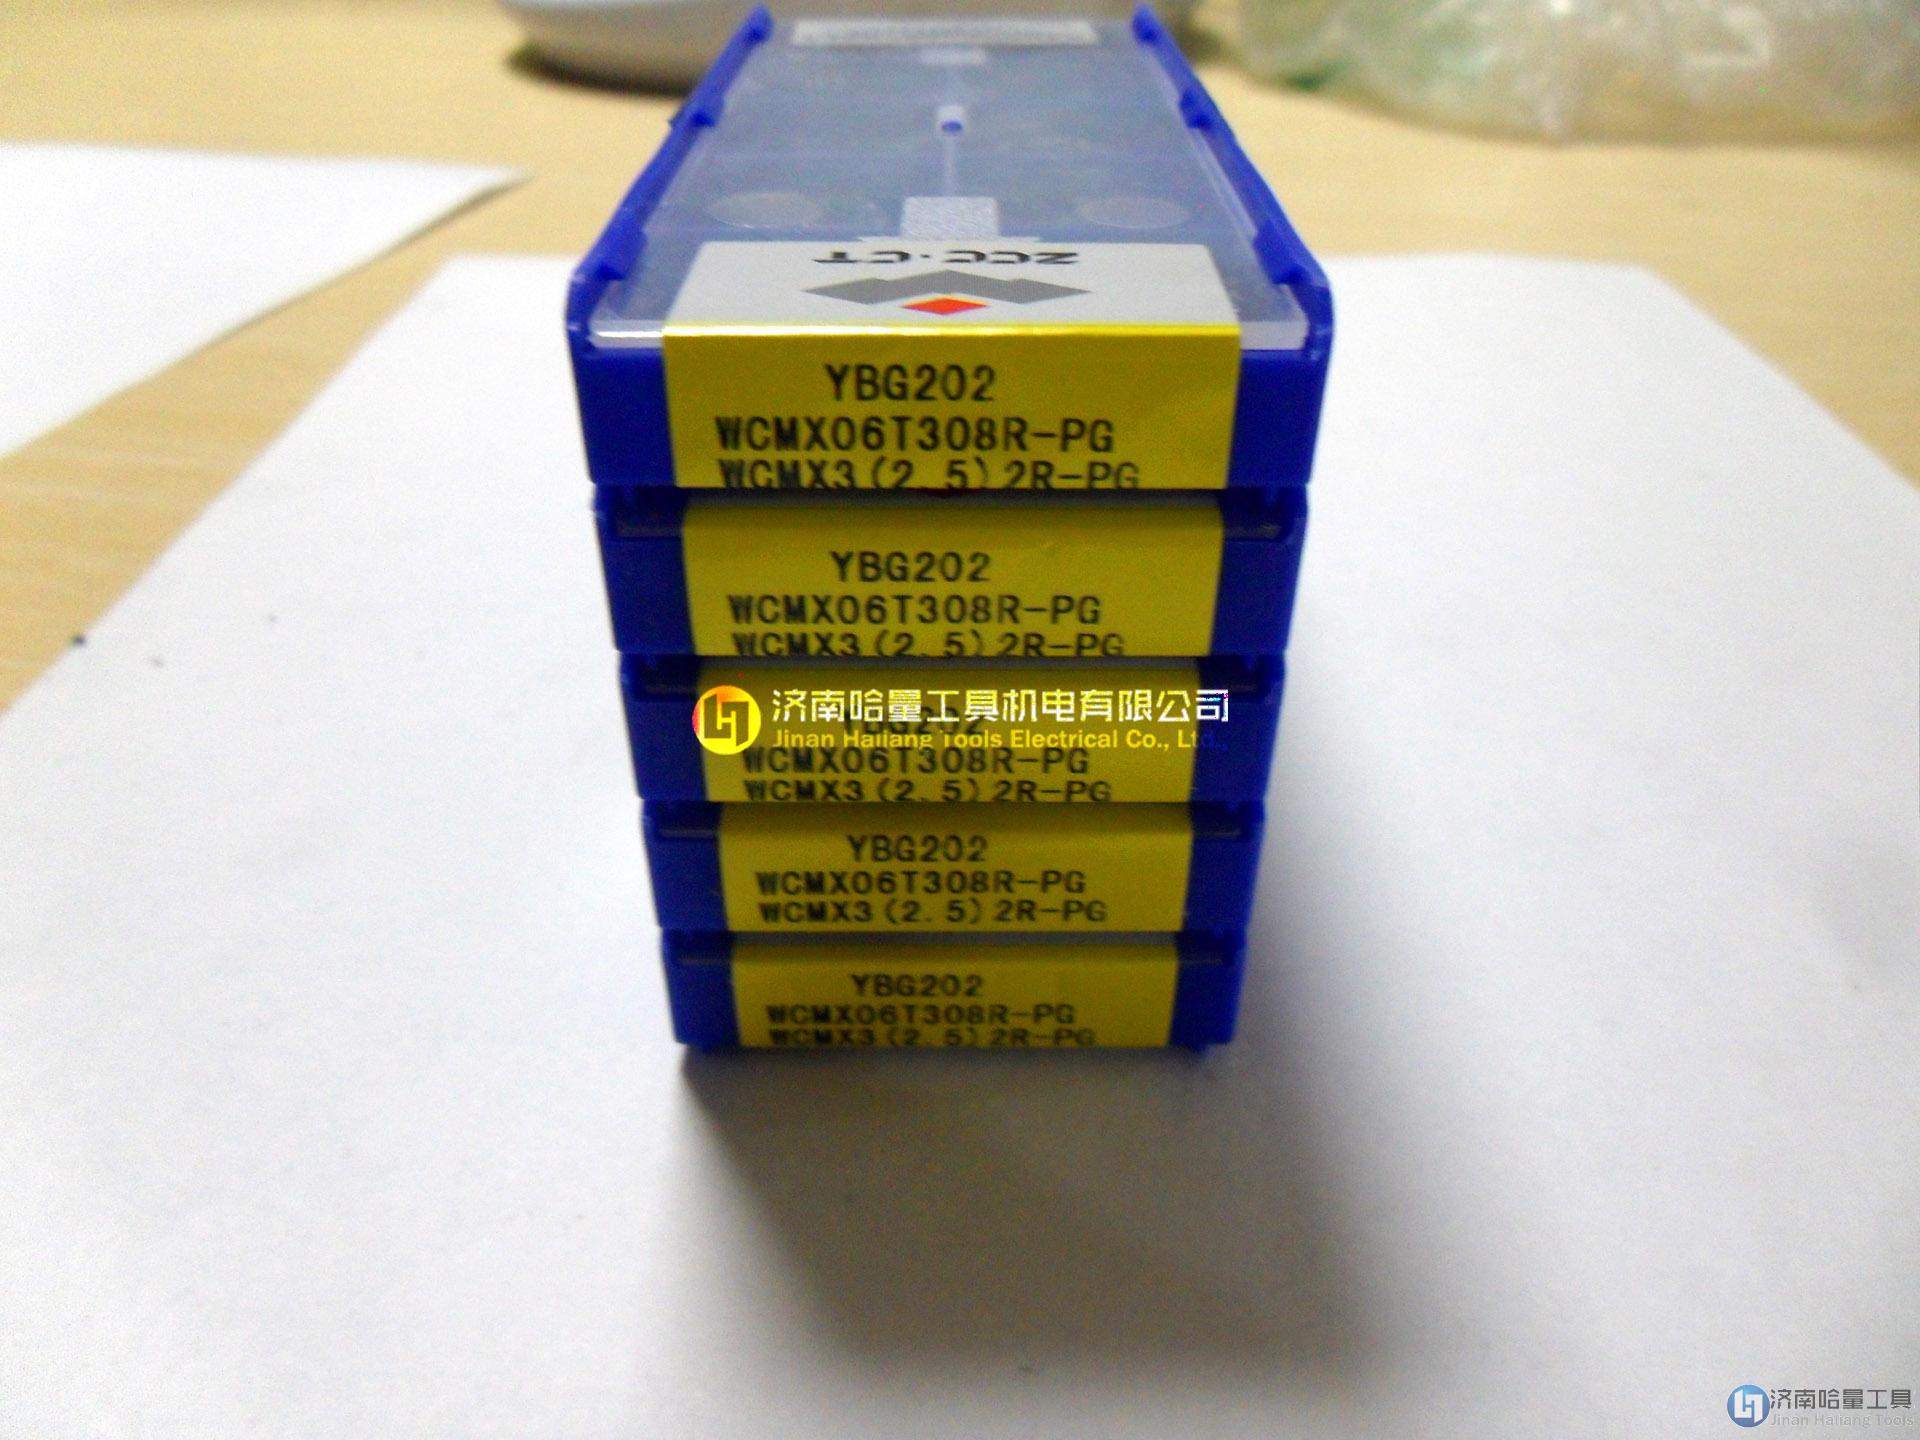 ZCC·CT
YBG202
WCMX06T308R-PG
WCMX3(2.5)2R-PG
YBG202
WCMX06T308R-PG
WCMX3(2.5)2R-PG
济南哈量工具机电有限公司
YBG202
Jinan Haliang Tools Electrical Co., Ltd.,
WCMX06T308R-PG
WCMX3(2.5)2R-PG
YBG202
WCMX06T308R-PG
WCMX3(2.5)2R-PG
YBG202
WCMX06T308R-PG
WCMX3(2.5)2R-PG
济南哈量工具
Jinan Haliang Tools